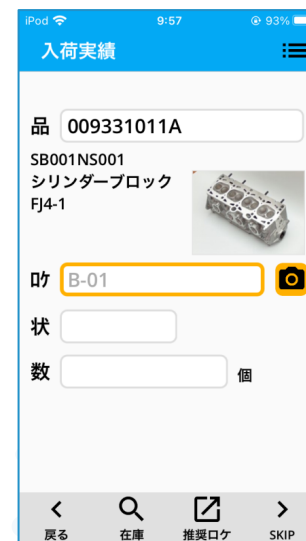 iPod 9:57 93%
入荷実績
品 009331011A
SB001NS001
シリンダーブロック
FJ4-1
ﾛｹ B-01
状
数 個
戻る 在庫 推奨ロケ SKIP